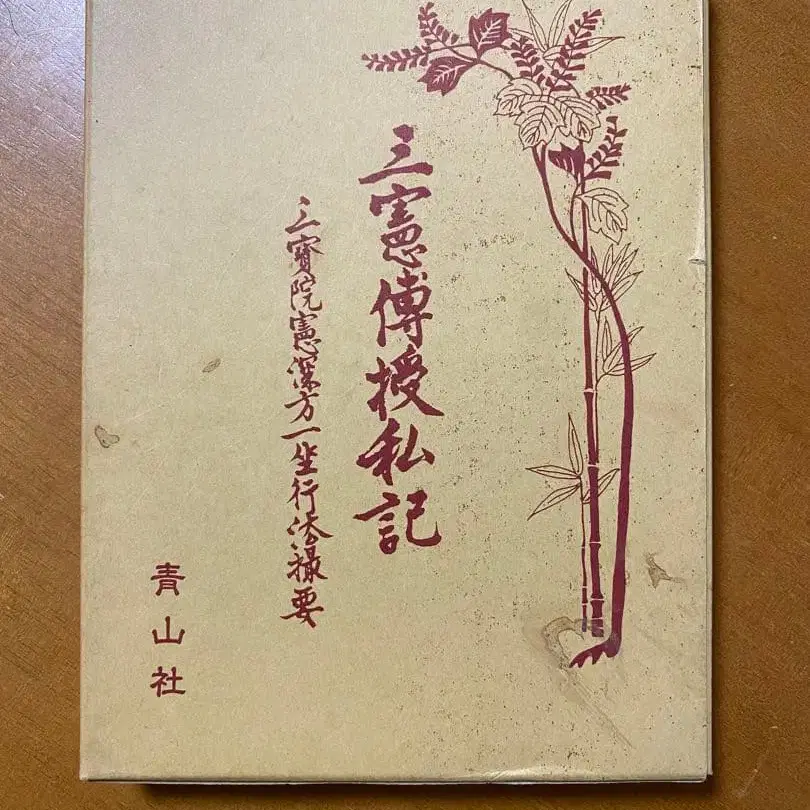 三憲傳授私記
三寶院憲深方一坐行法撮要
青山社